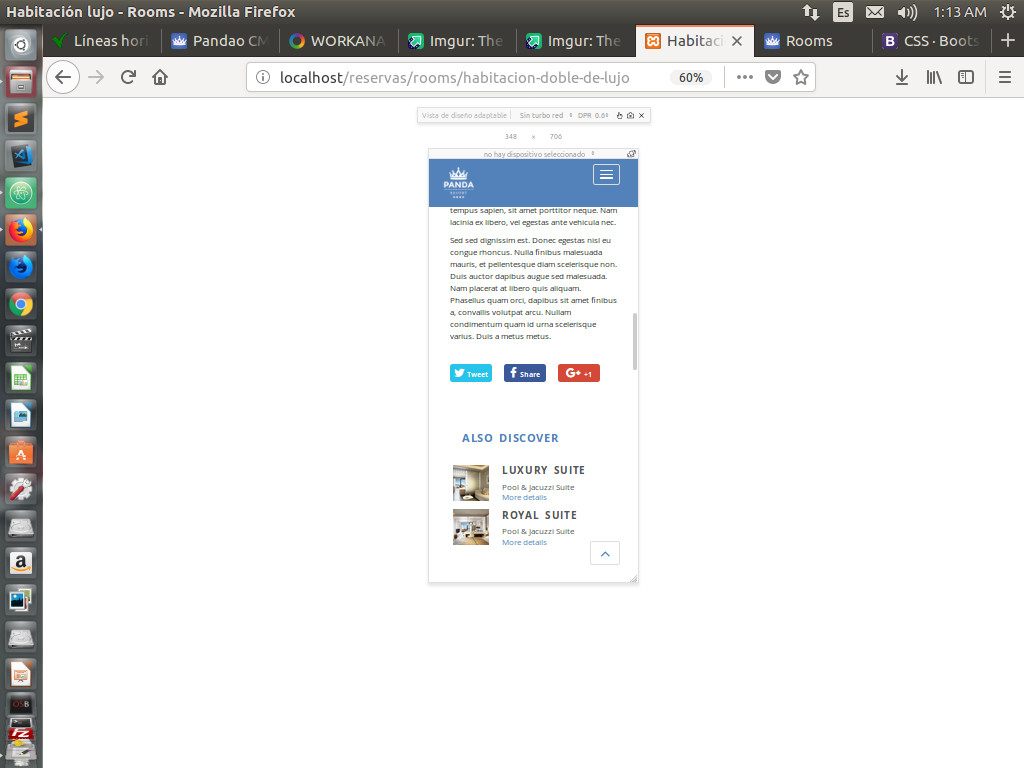 Habitación lujo - Rooms - Mozilla Firefox
Es
1:13 AM
Líneas hori
Pandao CM
WORKANA
Imgur: The
Imgur: The
Habitac
Rooms
CSS · Boots
localhost/reservas/rooms/habitacion-doble-de-lujo
60%
Vista de diseño adaptable
Sin turbo red
DPR 0.6
348 × 706
no hay dispositivo seleccionado
PANDA
RESORT
tempus sapien, sit amet porttitor neque. Nam
lacinia ex libero, vel egestas ante vehicula nec.
Sed sed dignissim est. Donec egestas nisl eu
congue rhoncus. Nulla finibus malesuada
mauris, et pellentesque diam scelerisque non.
Duis auctor dapibus augue sed malesuada.
Nam placerat at libero quis aliquam.
Phasellus quam orci, dapibus sit amet finibus
a, convallis volutpat arcu. Nullam
condimentum quam id urna scelerisque
varius. Duis a metus metus.
Tweet
Share
G+ +1
ALSO DISCOVER
LUXURY SUITE
Pool & Jacuzzi Suite
More details
ROYAL SUITE
Pool & Jacuzzi Suite
More details